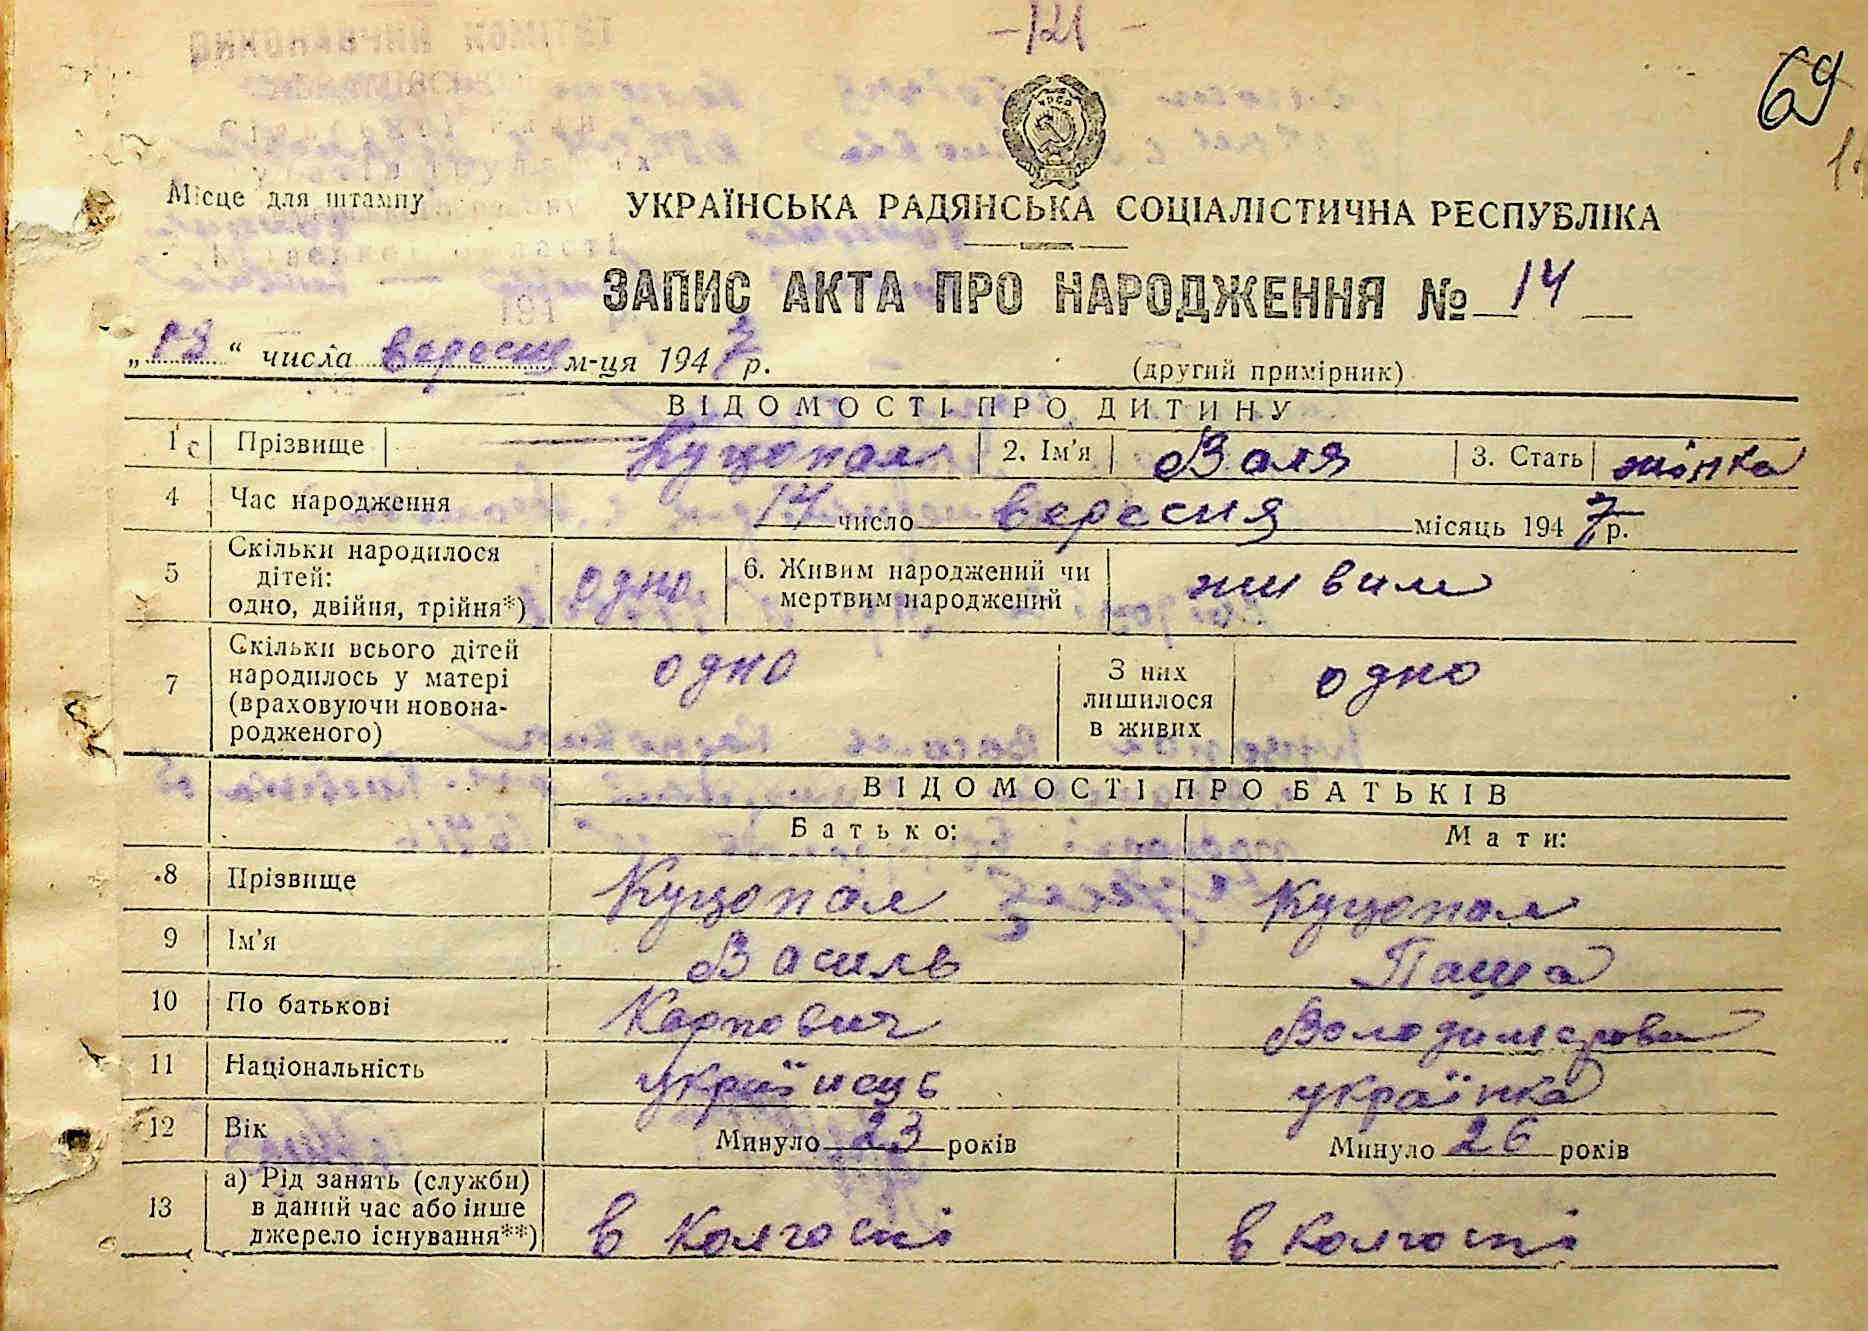 - 121 -
69
Місце для штампу
УКРАЇНСЬКА РАДЯНСЬКА СОЦІАЛІСТИЧНА РЕСПУБЛІКА
ЗАПИС АКТА ПРО НАРОДЖЕННЯ № 14
„18“ числа вересня м-ця 1947 р.
(другий примірник)
ВІДОМОСТІ ПРО ДИТИНУ
1 с Прізвище Куцопал 2. Ім'я Валя 3. Стать жінка
4 Час народження 14 число вересня місяць 1947 р.
5 Скільки народилося дітей: одно, двійня, трійня*) одно 6. Живим народжений чи мертвим народжений живим
7 Скільки всього дітей народилось у матері (враховуючи новонародженого) одно З них лишилося в живих одно
ВІДОМОСТІ ПРО БАТЬКІВ
Батько: Мати:
8 Прізвище Куцопал Куцопал
9 Ім'я Василь Паша
10 По батькові Карпович Володимерова
11 Національність українець українка
12 Вік Минуло 23 років Минуло 26 років
13 а) Рід занять (служби) в даний час або інше джерело існування**) в колгоспі в колгоспі